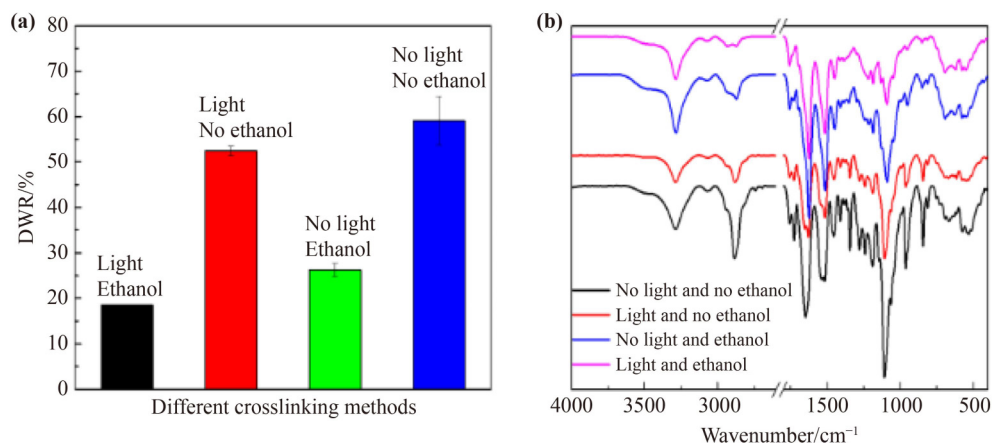 (a)
80
70
60
50
40
30
20
10
0
DWR/%
Light
Ethanol
Light
No ethanol
No light
Ethanol
No light
No ethanol
Different crosslinking methods
(b)
No light and no ethanol
Light and no ethanol
No light and ethanol
Light and ethanol
4000 3500 3000 1500 1000 500
Wavenumber/cm⁻¹